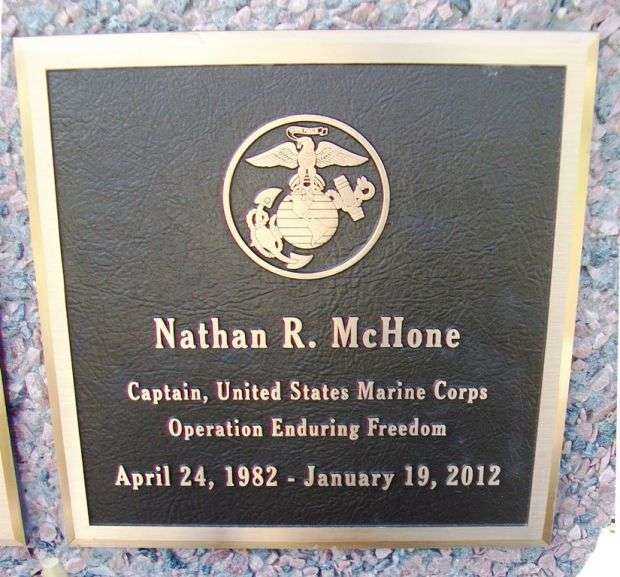 Nathan R. McHone
Captain, United States Marine Corps
Operation Enduring Freedom
April 24, 1982 - January 19, 2012